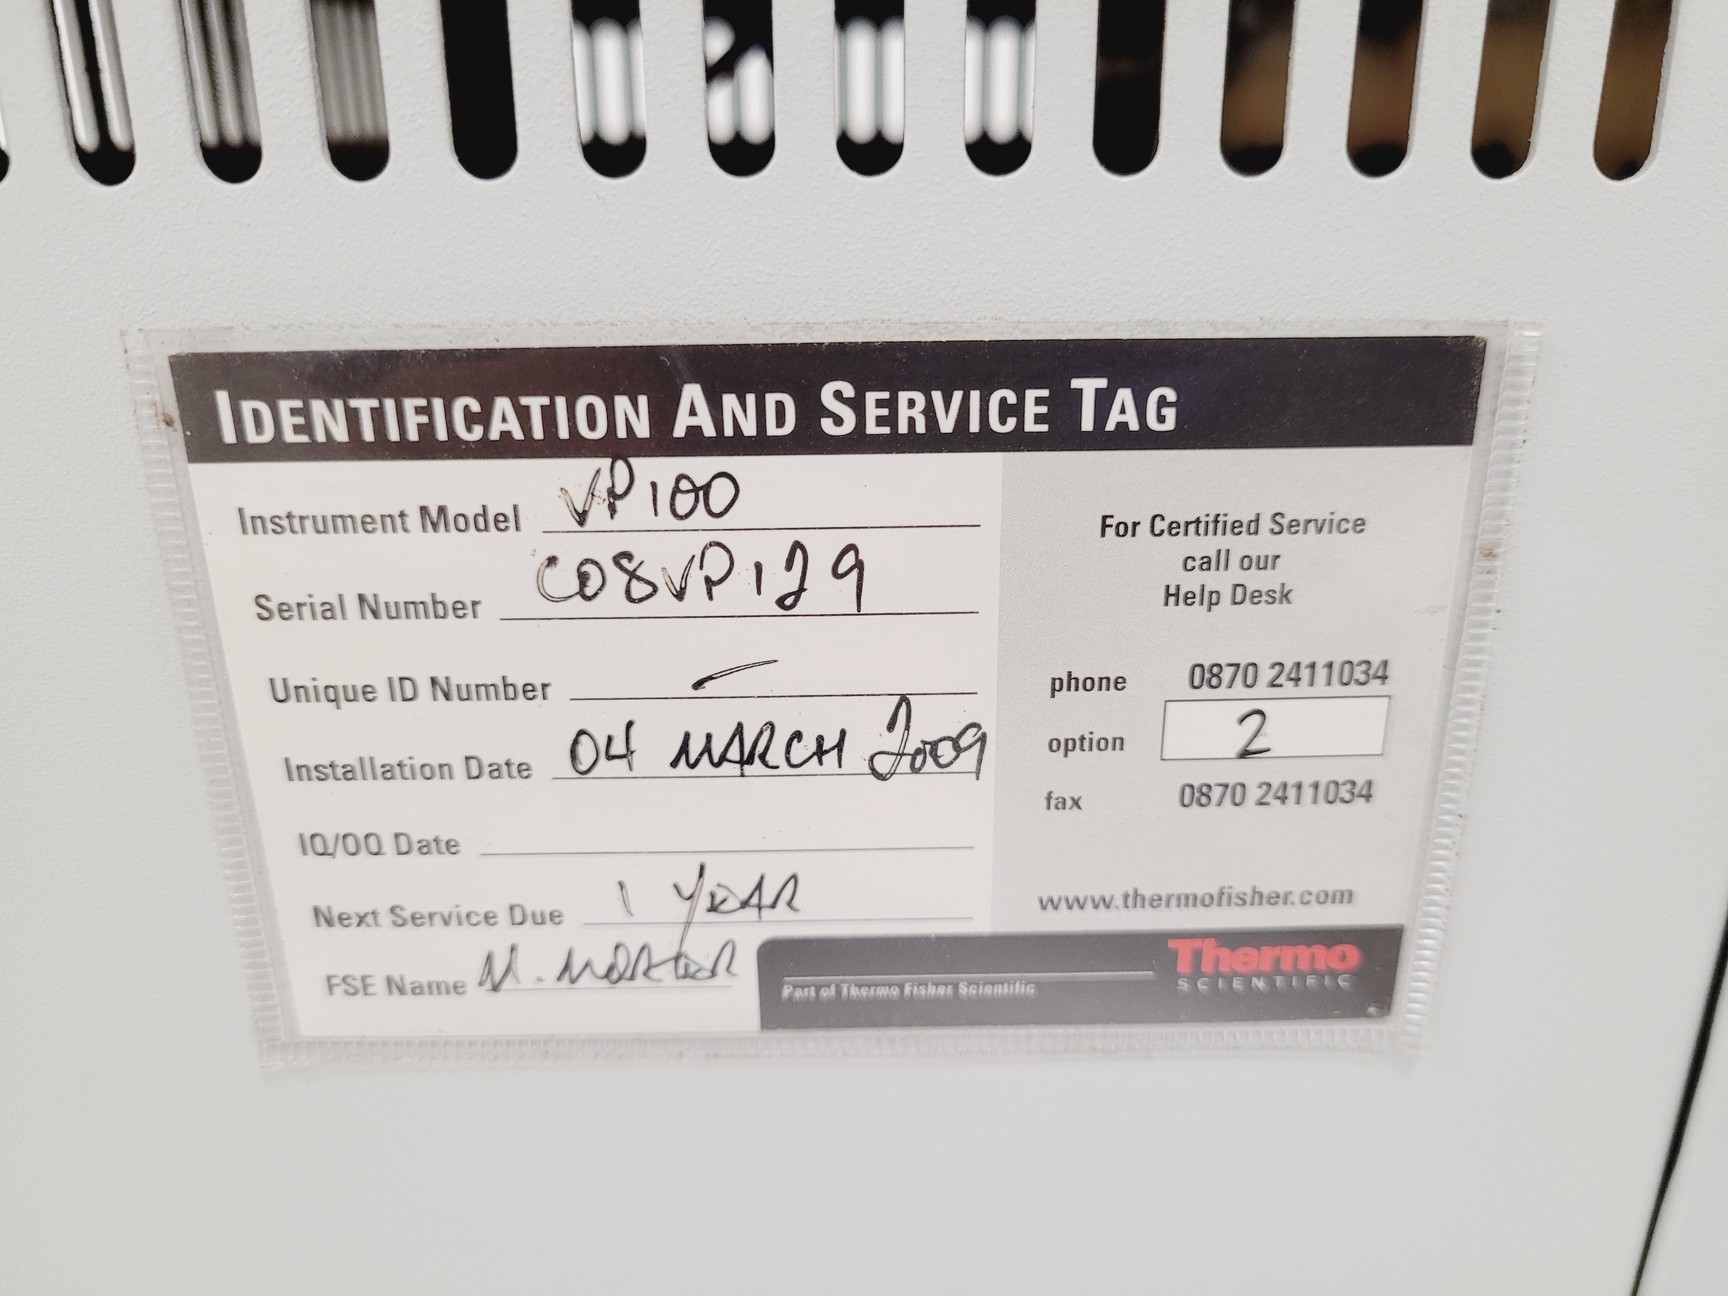 IDENTIFICATION AND SERVICE TAG
Instrument Model VP100
Serial Number C08VP129
Unique ID Number –
Installation Date 04 MARCH 2009
IQ/OQ Date
Next Service Due 1 YEAR
FSE Name M.
For Certified Service
call our
Help Desk
phone 0870 2411034
option 2
fax 0870 2411034
www.thermofisher.com
Part of Thermo Fisher Scientific
Thermo
SCIENTIFIC